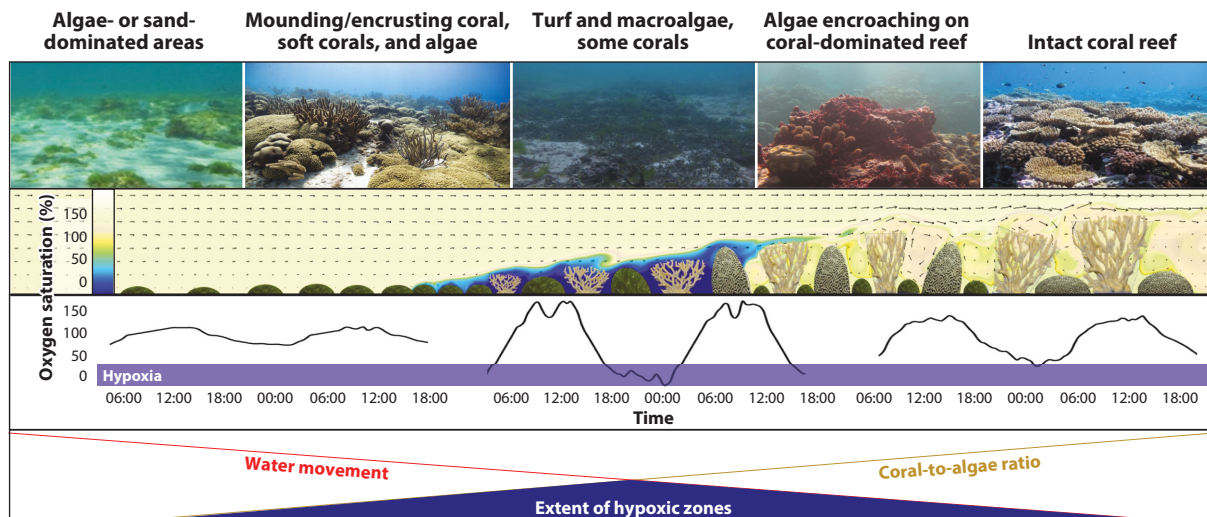 Algae- or sand-
dominated areas
Mounding/encrusting coral,
soft corals, and algae
Turf and macroalgae,
some corals
Algae encroaching on
coral-dominated reef
Intact coral reef
Oxygen saturation (%)
150
100
50
0
150
100
50
0
Hypoxia
06:00 12:00 18:00 00:00 06:00 12:00 18:00 06:00 12:00 18:00 00:00 06:00 12:00 18:00 06:00 12:00 18:00 00:00 06:00 12:00 18:00
Time
Water movement
Coral-to-algae ratio
Extent of hypoxic zones